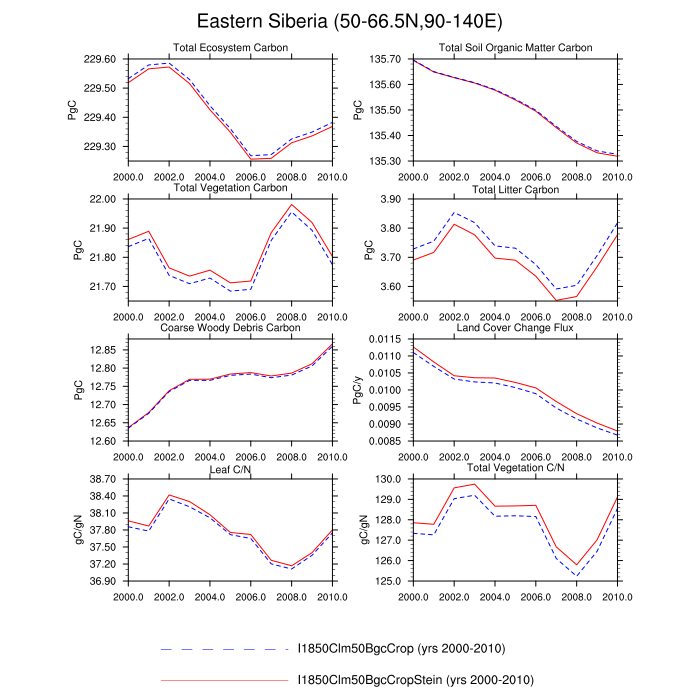 Eastern Siberia (50-66.5N,90-140E)
Total Ecosystem Carbon
229.60
229.50
229.40
229.30
PgC
2000.0 2002.0 2004.0 2006.0 2008.0 2010.0
Total Soil Organic Matter Carbon
135.70
135.60
135.50
135.40
135.30
PgC
2000.0 2002.0 2004.0 2006.0 2008.0 2010.0
Total Vegetation Carbon
22.00
21.90
21.80
21.70
PgC
2000.0 2002.0 2004.0 2006.0 2008.0 2010.0
Total Litter Carbon
3.90
3.80
3.70
3.60
PgC
2000.0 2002.0 2004.0 2006.0 2008.0 2010.0
Coarse Woody Debris Carbon
12.85
12.80
12.75
12.70
12.65
12.60
PgC
2000.0 2002.0 2004.0 2006.0 2008.0 2010.0
Land Cover Change Flux
0.0115
0.0110
0.0105
0.0100
0.0095
0.0090
0.0085
PgC/y
2000.0 2002.0 2004.0 2006.0 2008.0 2010.0
Leaf C/N
38.70
38.40
38.10
37.80
37.50
37.20
36.90
gC/gN
2000.0 2002.0 2004.0 2006.0 2008.0 2010.0
Total Vegetation C/N
130.0
129.0
128.0
127.0
126.0
125.0
gC/gN
2000.0 2002.0 2004.0 2006.0 2008.0 2010.0
I1850Clm50BgcCrop (yrs 2000-2010)
I1850Clm50BgcCropStein (yrs 2000-2010)